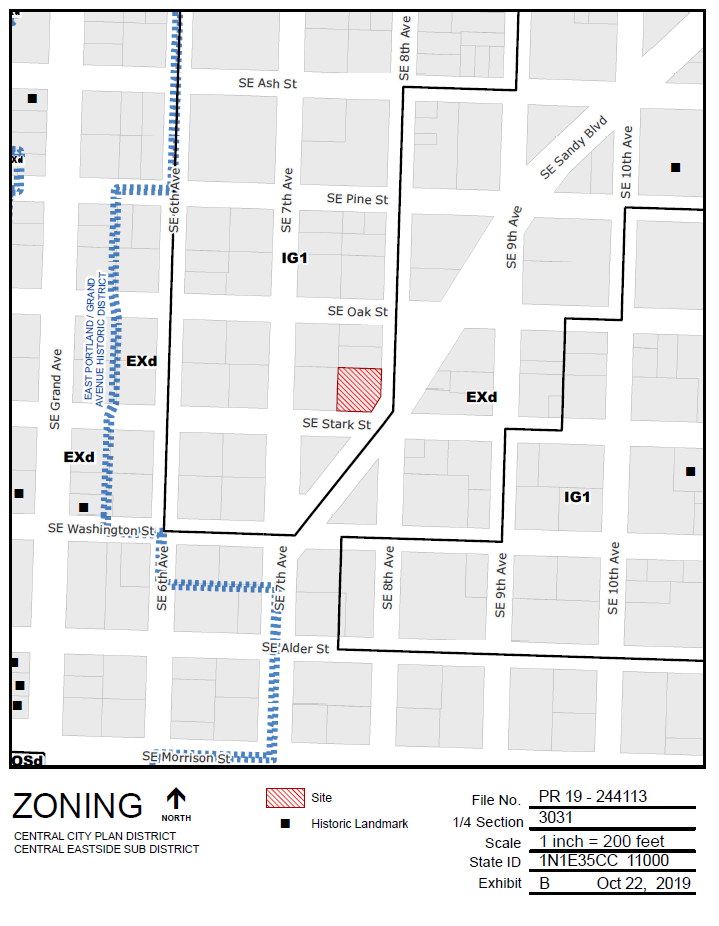 SE 8th Ave
SE Ash St
SE Sandy Blvd
SE 10th Ave
Xd
SE 6th Ave
SE 7th Ave
SE Pine St
SE 9th Ave
IG1
EAST PORTLAND / GRAND
AVENUE HISTORIC DISTRICT
SE Oak St
SE Grand Ave
EXd
EXd
SE Stark St
EXd
IG1
SE Washington St
SE 6th Ave
SE 7th Ave
SE 8th Ave
SE 9th Ave
SE 10th Ave
SE Alder St
SE Morrison St
OSd
ZONING
NORTH
CENTRAL CITY PLAN DISTRICT
CENTRAL EASTSIDE SUB DISTRICT
Site
Historic Landmark
File No. PR 19 - 244113
1/4 Section 3031
Scale 1 inch = 200 feet
State ID 1N1E35CC 11000
Exhibit B Oct 22, 2019